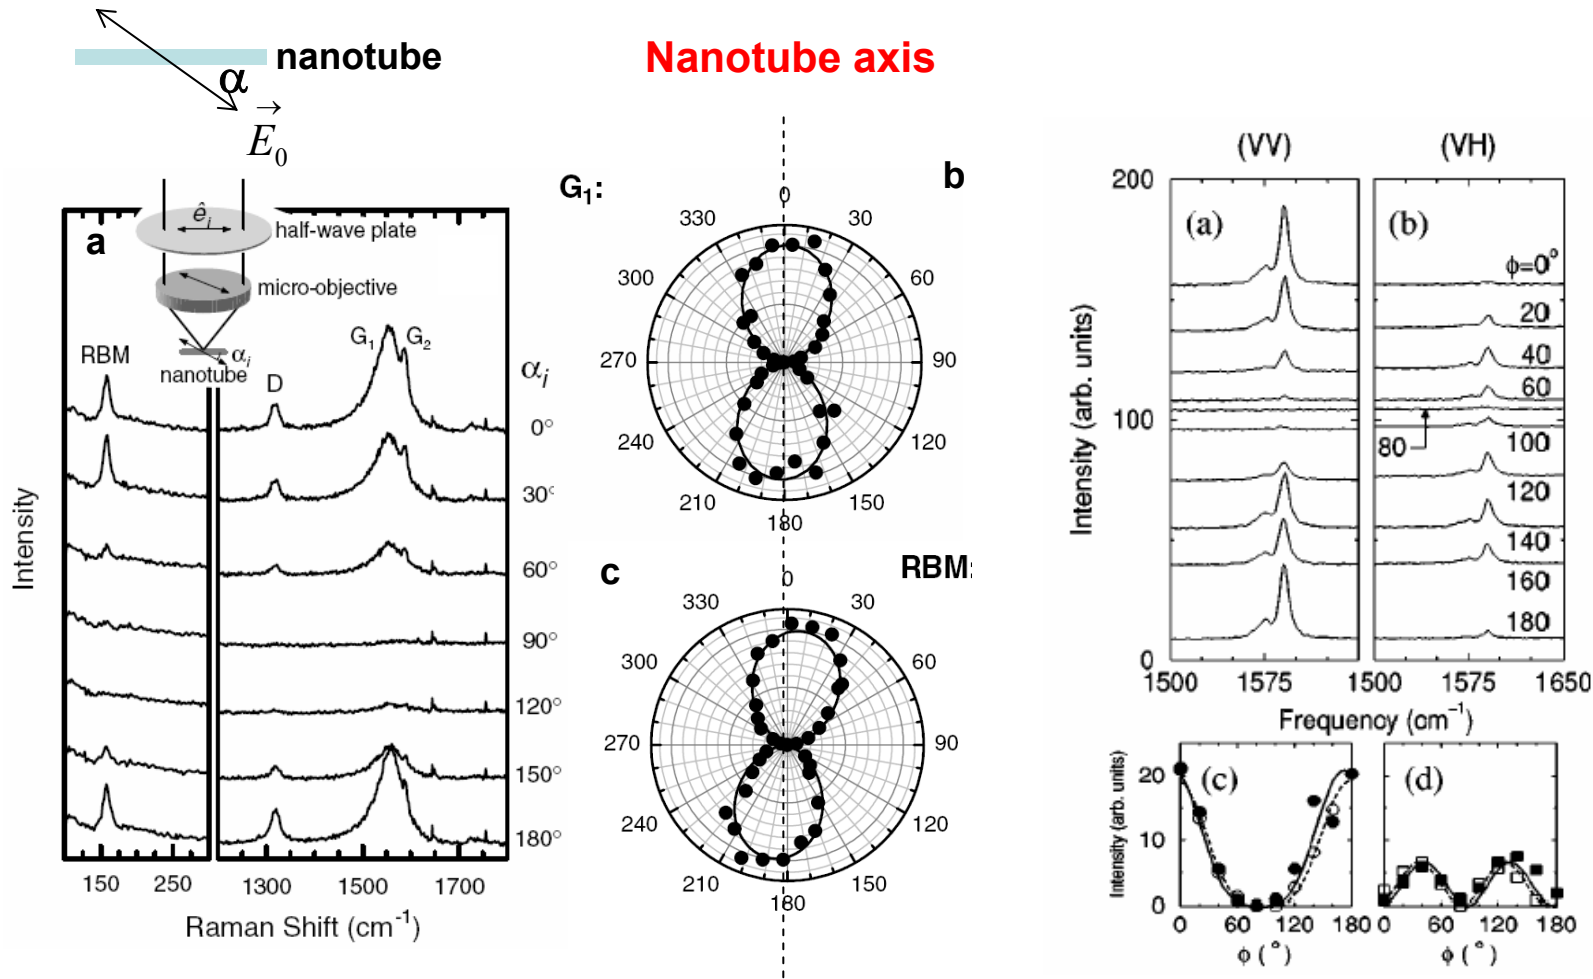 nanotube
α
E₀
Nanotube axis
a
êᵢ
half-wave plate
micro-objective
αᵢ
nanotube
RBM
D
G₁
G₂
αᵢ
0°
30°
60°
90°
120°
150°
180°
Intensity
150 250 1300 1500 1700
Raman Shift (cm⁻¹)
G₁:
b
0
30
60
90
120
150
180
210
240
270
300
330
c
RBM:
0
30
60
90
120
150
180
210
240
270
300
330
(VV) (VH)
200
100
0
Intensity (arb. units)
(a) (b)
ϕ=0°
20
40
60
80
100
120
140
160
180
1500 1575 1500 1575 1650
Frequency (cm⁻¹)
Intensity (arb. units)
20
10
0
(c) (d)
0 60 120 180 0 60 120 180
ϕ (°) ϕ (°)